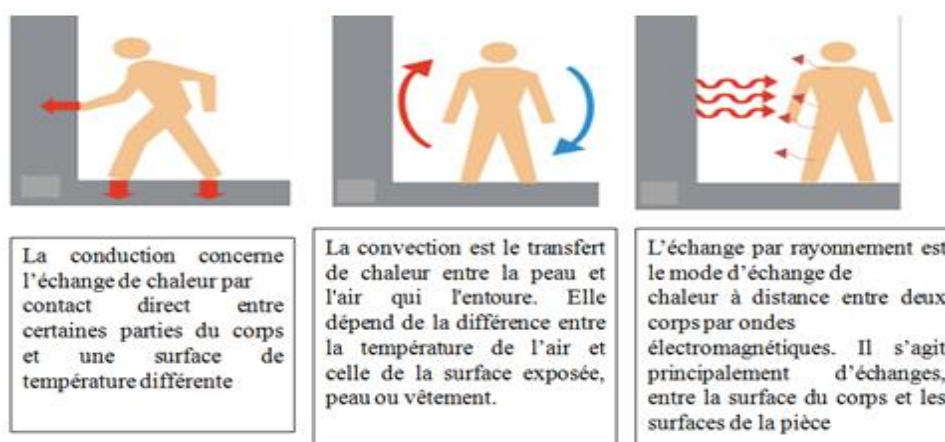 La conduction concerne
l'échange de chaleur par
contact direct entre
certaines parties du corps
et une surface de
température différente
La convection est le transfert
de chaleur entre la peau et
l'air qui l'entoure. Elle
dépend de la différence entre
la température de l'air et
celle de la surface exposée,
peau ou vêtement.
L'échange par rayonnement est
le mode d'échange de
chaleur à distance entre deux
corps par ondes
électromagnétiques. Il s'agit
principalement d'échanges,
entre la surface du corps et les
surfaces de la pièce